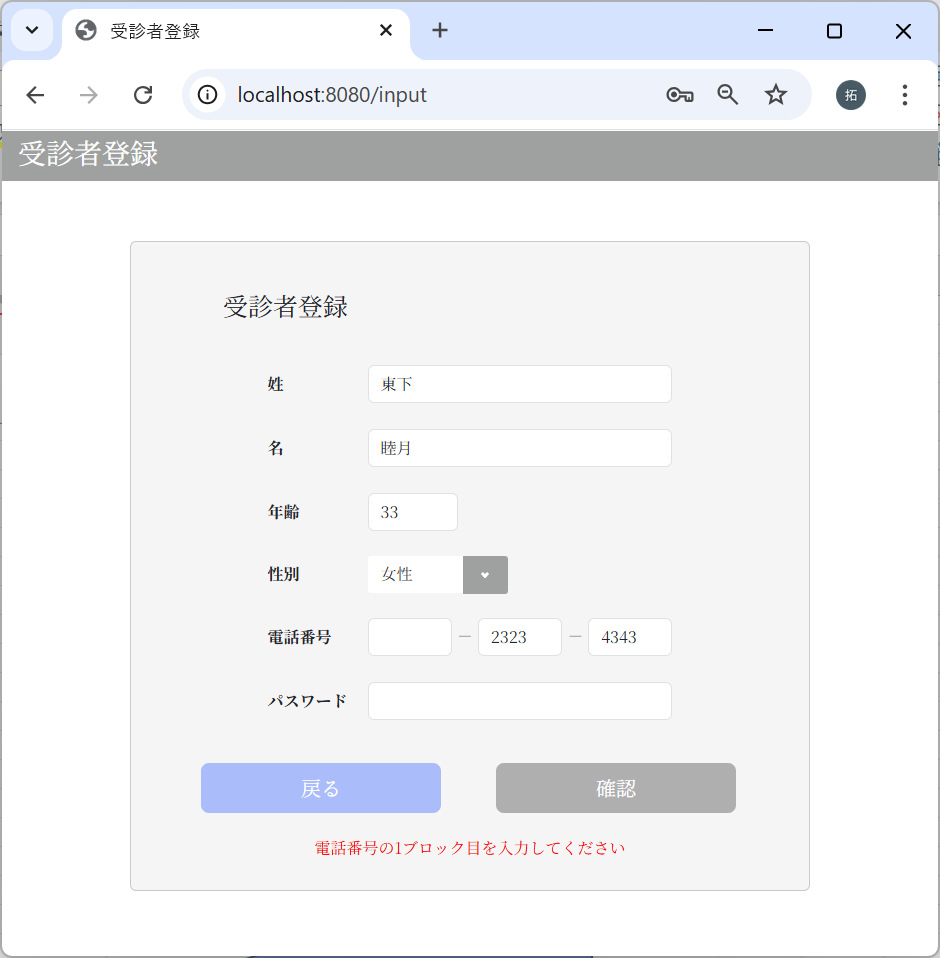 受診者登録
localhost:8080/input
拓
受診者登録
受診者登録
姓 東下
名 睦月
年齢 33
性別 女性
電話番号 － 2323 － 4343
パスワード
戻る 確認
電話番号の1ブロック目を入力してください